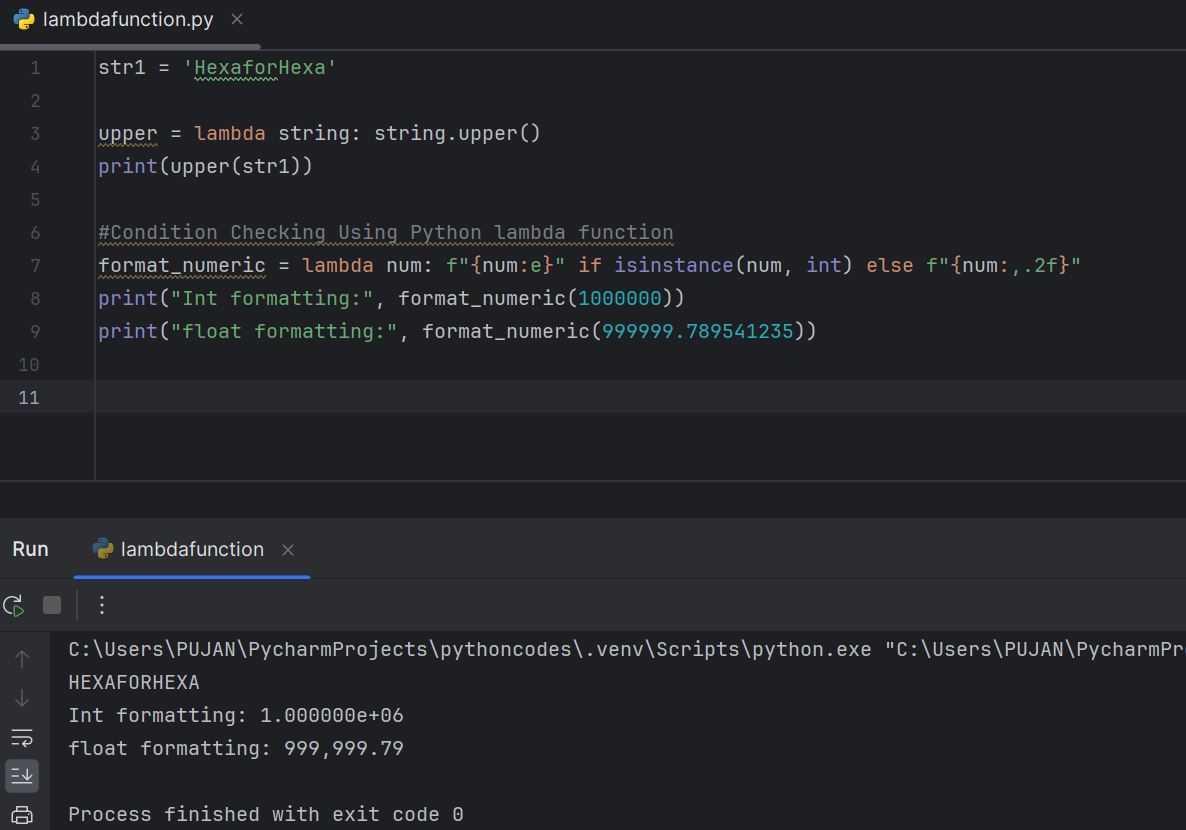 lambdafunction.py
1 str1 = 'HexaforHexa'
2
3 upper = lambda string: string.upper()
4 print(upper(str1))
5
6 #Condition Checking Using Python lambda function
7 format_numeric = lambda num: f"{num:e}" if isinstance(num, int) else f"{num:,.2f}"
8 print("Int formatting:", format_numeric(1000000))
9 print("float formatting:", format_numeric(999999.789541235))
10
11
Run lambdafunction
C:\Users\PUJAN\PycharmProjects\pythoncodes\.venv\Scripts\python.exe "C:\Users\PUJAN\PycharmPr
HEXAFORHEXA
Int formatting: 1.000000e+06
float formatting: 999,999.79
Process finished with exit code 0